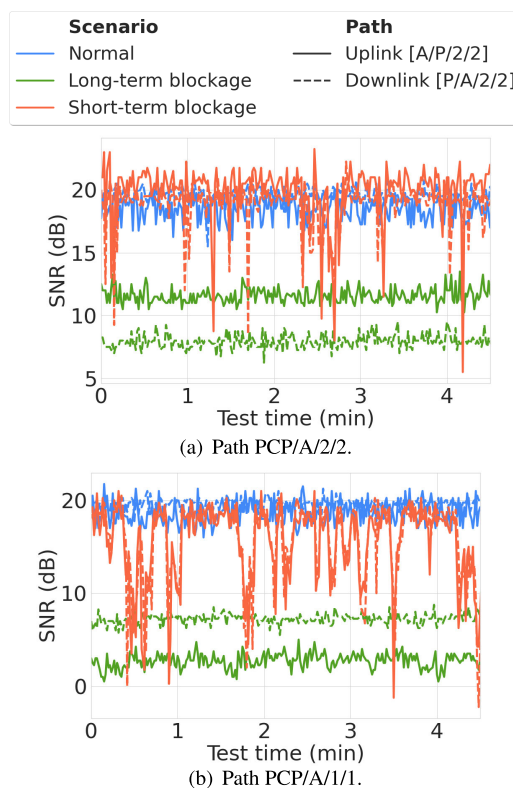 Scenario Path
Normal Uplink [A/P/2/2]
Long-term blockage Downlink [P/A/2/2]
Short-term blockage
20
15
10
5
SNR (dB)
0 1 2 3 4
Test time (min)
(a) Path PCP/A/2/2.
20
10
0
SNR (dB)
0 1 2 3 4
Test time (min)
(b) Path PCP/A/1/1.